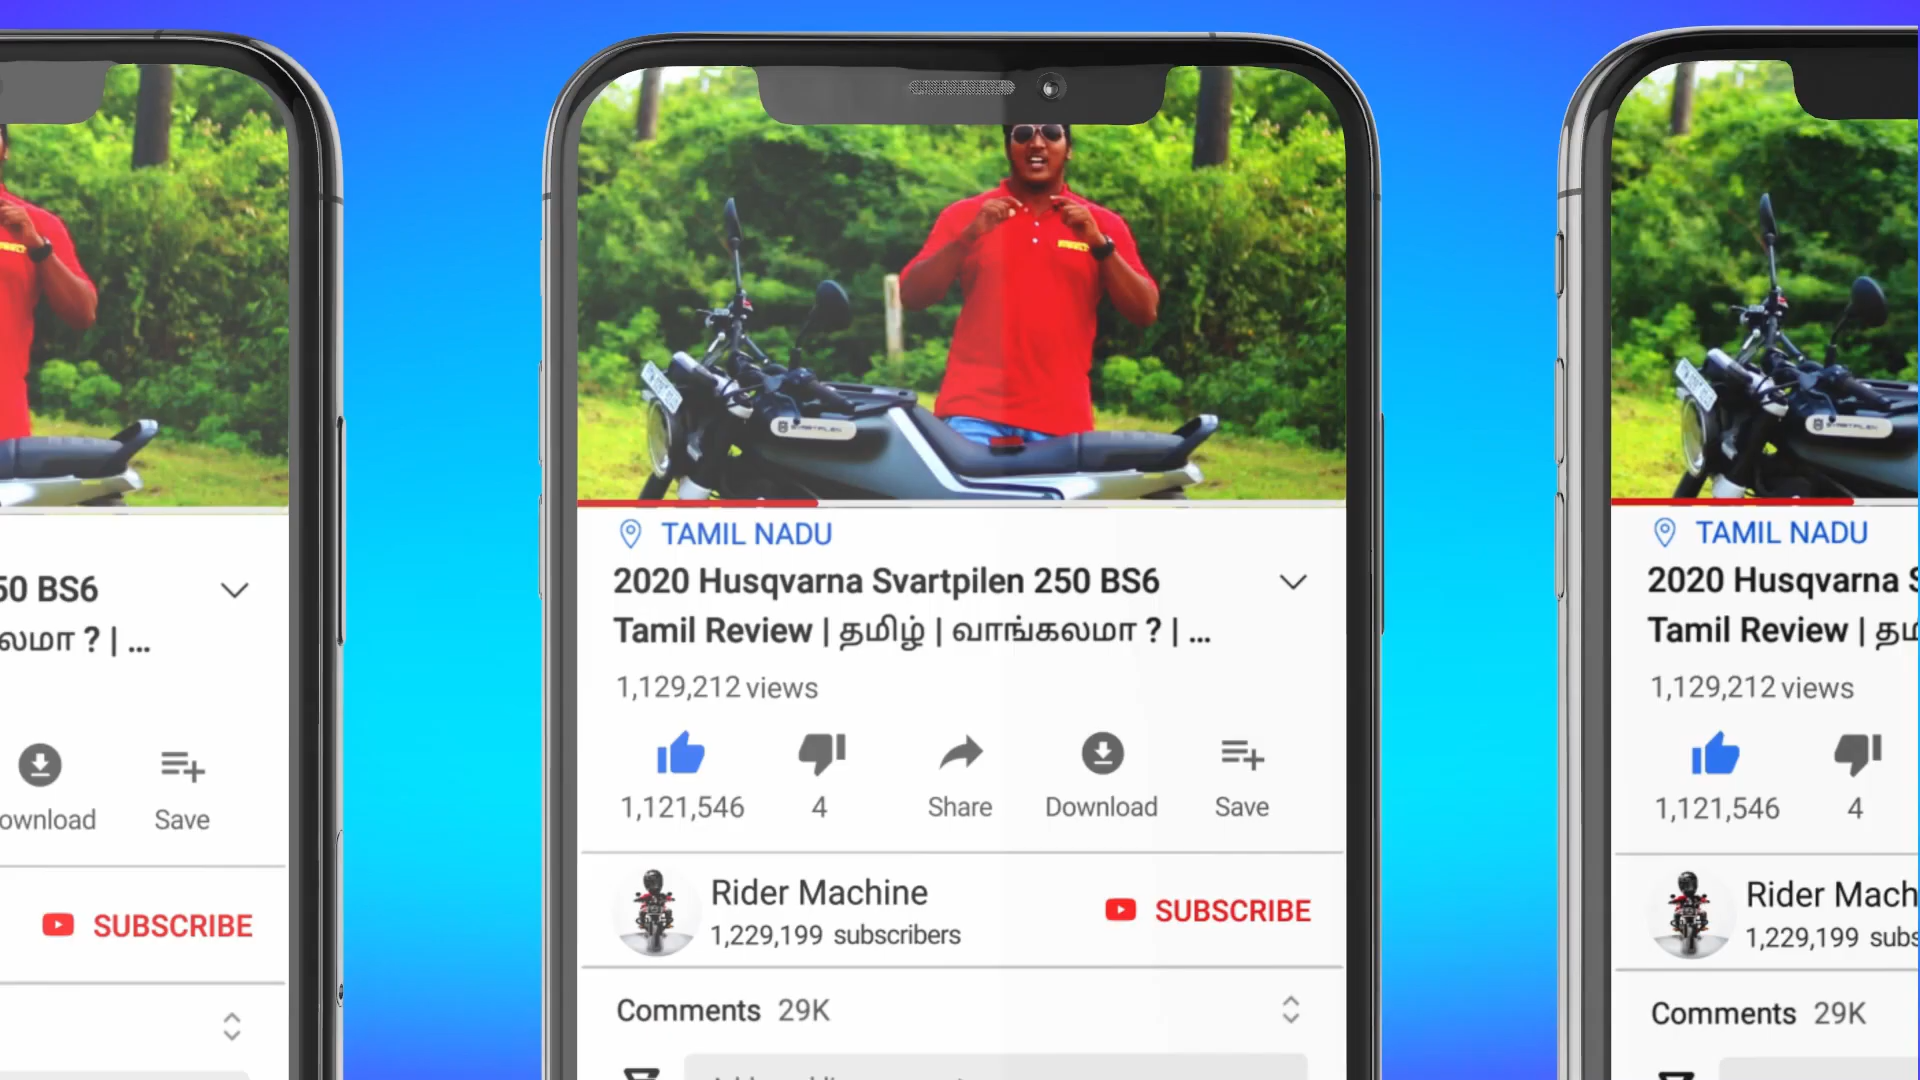 TAMIL NADU
2020 Husqvarna Svartpilen 250 BS6
Tamil Review | தமிழ் | வாங்கலமா ? | ...
1,129,212 views
1,121,546
4
Share
Download
Save
Rider Machine
1,229,199 subscribers
SUBSCRIBE
Comments 29K
50 BS6
லமா ? | ...
ownload
Save
SUBSCRIBE
TAMIL NADU
2020 Husqvarna S
Tamil Review | தமி
1,129,212 views
1,121,546
4
Rider Mach
1,229,199 subs
Comments 29K